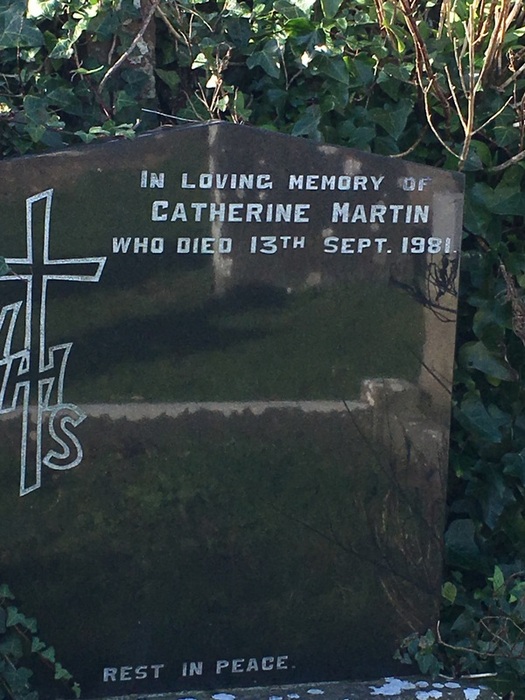 IN LOVING MEMORY OF
CATHERINE MARTIN
WHO DIED 13TH SEPT. 1981.
IHS
REST IN PEACE.